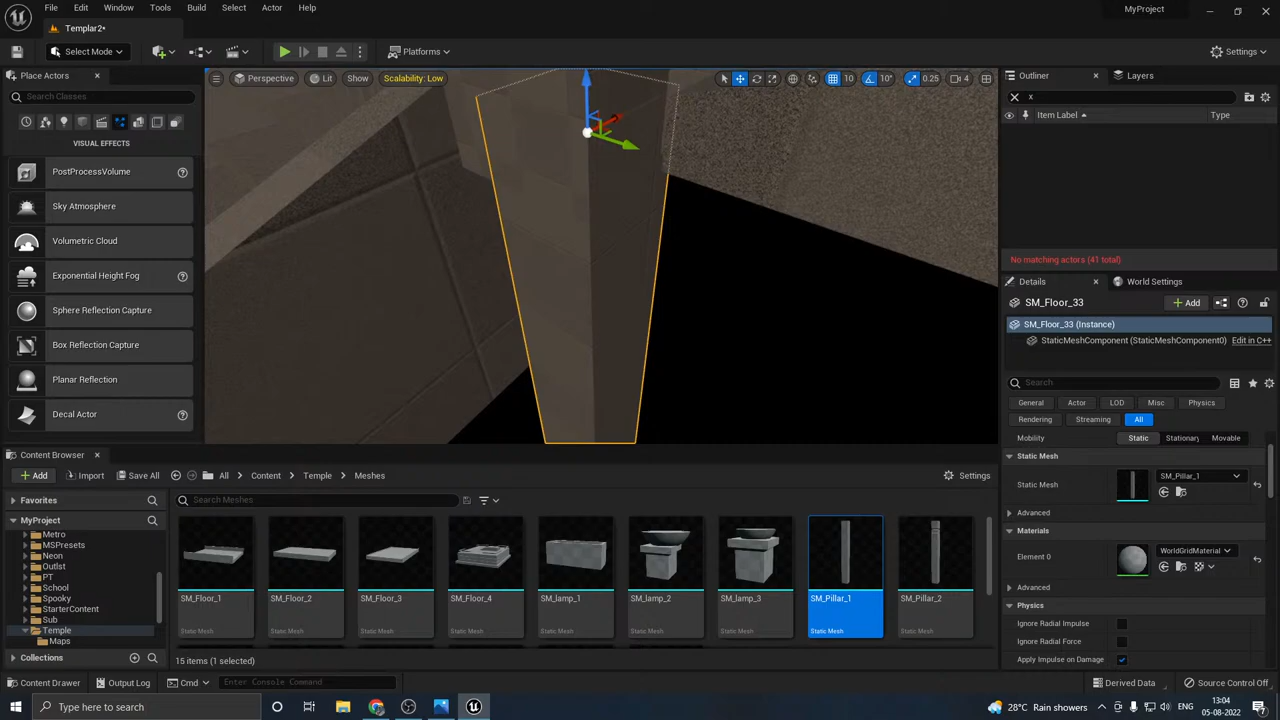 File Edit Window Tools Build Select Actor Help
MyProject
Templar2*
Select Mode
Platforms
Settings
Place Actors
Search Classes
VISUAL EFFECTS
PostProcessVolume
Sky Atmosphere
Volumetric Cloud
Exponential Height Fog
Sphere Reflection Capture
Box Reflection Capture
Planar Reflection
Decal Actor
Perspective Lit Show Scalability: Low
10 10° 0.25 4
Outliner Layers
x
Item Label Type
No matching actors (41 total)
Details World Settings
SM_Floor_33
Add
SM_Floor_33 (Instance)
StaticMeshComponent (StaticMeshComponent0) Edit in C++
Search
General Actor LOD Misc Physics
Rendering Streaming All
Mobility Static Stationary Movable
Static Mesh
Static Mesh SM_Pillar_1
Advanced
Materials
Element 0 WorldGridMaterial
Advanced
Physics
Ignore Radial Impulse
Ignore Radial Force
Apply Impulse on Damage
Content Browser
Add Import Save All All Content Temple Meshes Settings
Favorites
MyProject
Metro
MSPresets
Neon
Outlst
PT
School
Spooky
StarterContent
Sub
Temple
Maps
Collections
Search Meshes
SM_Floor_1 SM_Floor_2 SM_Floor_3 SM_Floor_4 SM_lamp_1 SM_lamp_2 SM_lamp_3 SM_Pillar_1 SM_Pillar_2
Static Mesh Static Mesh Static Mesh Static Mesh Static Mesh Static Mesh Static Mesh Static Mesh Static Mesh
15 items (1 selected)
Content Drawer Output Log Cmd Enter Console Command Derived Data Source Control Off
Type here to search
28°C Rain showers
ENG
13:04
05-08-2022